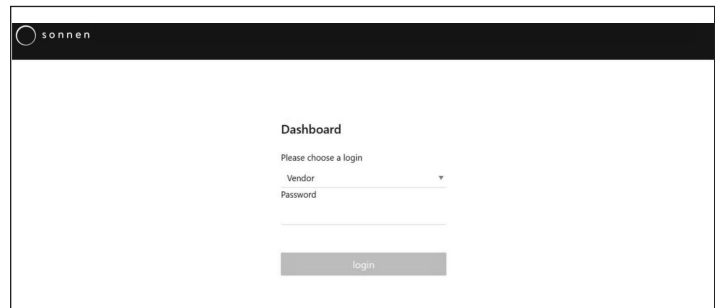 sonnen
Dashboard
Please choose a login
Vendor
Password
login